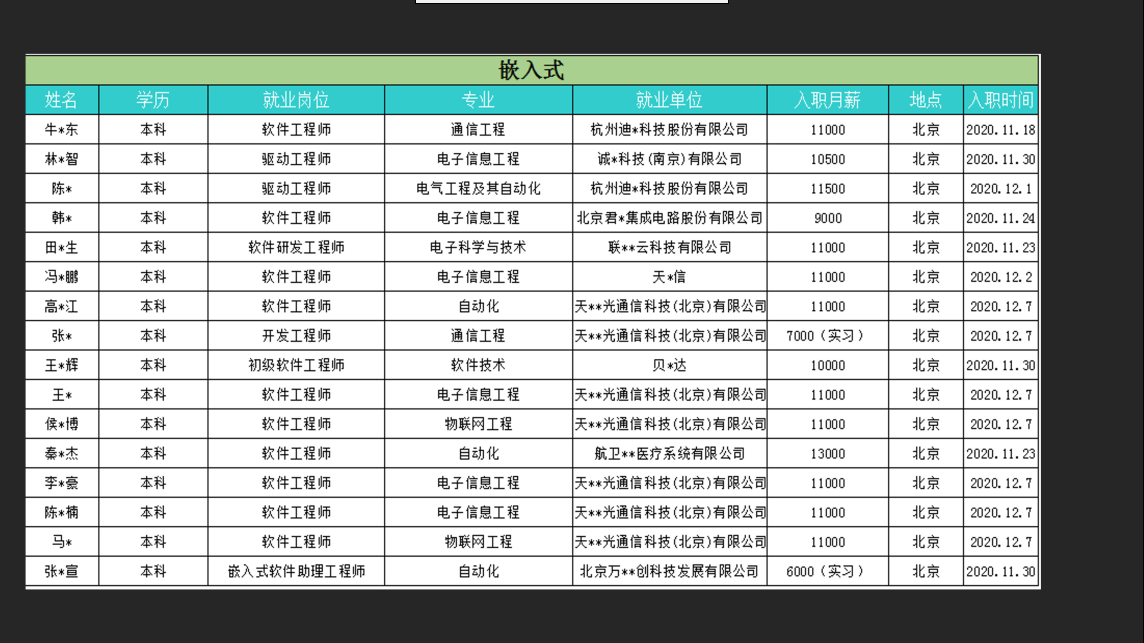 嵌入式
姓名 学历 就业岗位 专业 就业单位 入职月薪 地点 入职时间
牛*东 本科 软件工程师 通信工程 杭州迪*科技股份有限公司 11000 北京 2020.11.18
林*智 本科 驱动工程师 电子信息工程 诚*科技(南京)有限公司 10500 北京 2020.11.30
陈* 本科 驱动工程师 电气工程及其自动化 杭州迪*科技股份有限公司 11500 北京 2020.12.1
韩* 本科 软件工程师 电子信息工程 北京君*集成电路股份有限公司 9000 北京 2020.11.24
田*生 本科 软件研发工程师 电子科学与技术 联**云科技有限公司 11000 北京 2020.11.23
冯*鹏 本科 软件工程师 电子信息工程 天*信 11000 北京 2020.12.2
高*江 本科 软件工程师 自动化 天**光通信科技(北京)有限公司 11000 北京 2020.12.7
张* 本科 开发工程师 通信工程 天**光通信科技(北京)有限公司 7000（实习） 北京 2020.12.7
王*辉 本科 初级软件工程师 软件技术 贝*达 10000 北京 2020.11.30
王* 本科 软件工程师 电子信息工程 天**光通信科技(北京)有限公司 11000 北京 2020.12.7
侯*博 本科 软件工程师 物联网工程 天**光通信科技(北京)有限公司 11000 北京 2020.12.7
秦*杰 本科 软件工程师 自动化 航卫**医疗系统有限公司 13000 北京 2020.11.23
李*豪 本科 软件工程师 电子信息工程 天**光通信科技(北京)有限公司 11000 北京 2020.12.7
陈*楠 本科 软件工程师 电子信息工程 天**光通信科技(北京)有限公司 11000 北京 2020.12.7
马* 本科 软件工程师 物联网工程 天**光通信科技(北京)有限公司 11000 北京 2020.12.7
张*宣 本科 嵌入式软件助理工程师 自动化 北京万**创科技发展有限公司 6000（实习） 北京 2020.11.30